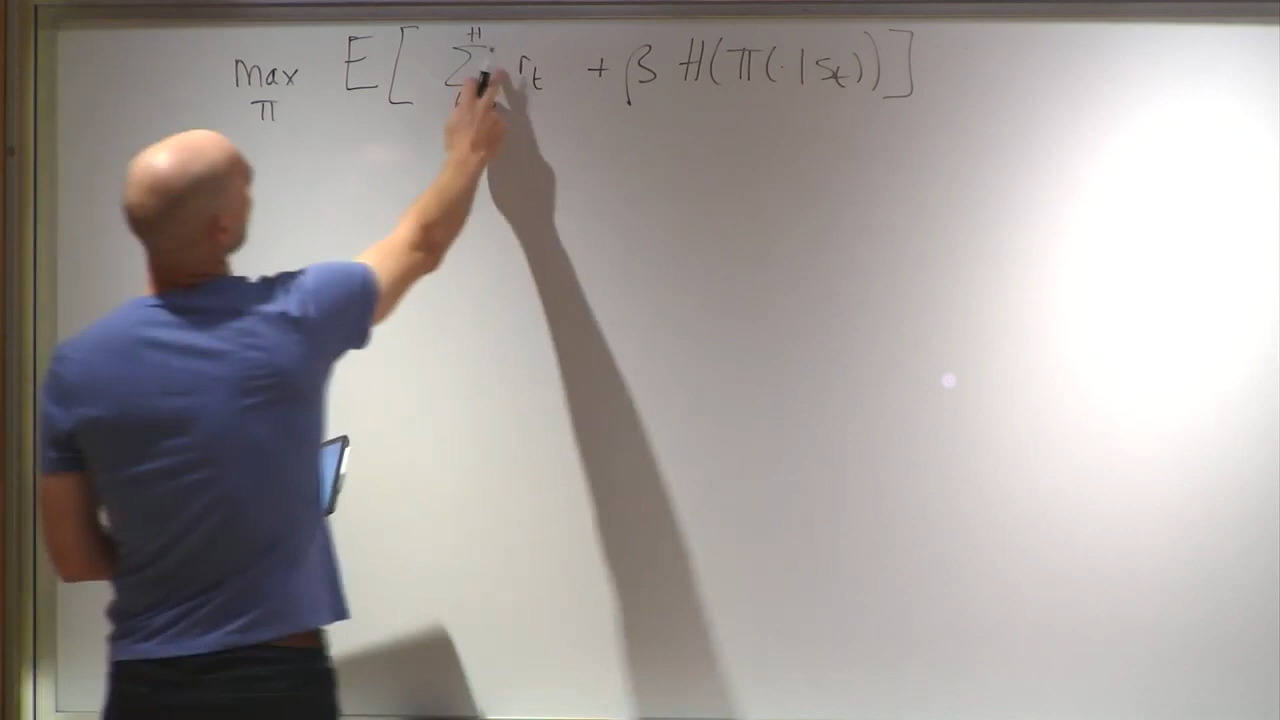 max π E[ Σ H r_t + β H(π(·|s_t)) ]